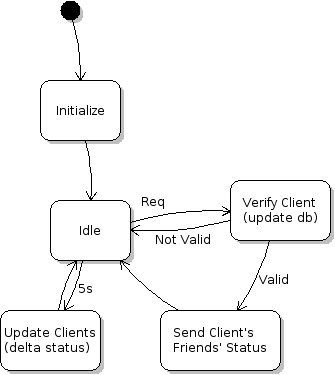 Initialize
Req
Verify Client
(update db)
Idle
Not Valid
5s
Valid
Update Clients
(delta status)
Send Client's
Friends' Status